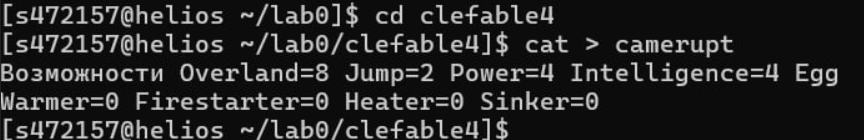 [s472157@helios ~/lab0]$ cd clefable4
[s472157@helios ~/lab0/clefable4]$ cat > camerupt
Возможности Overland=8 Jump=2 Power=4 Intelligence=4 Egg
Warmer=0 Firestarter=0 Heater=0 Sinker=0
[s472157@helios ~/lab0/clefable4]$